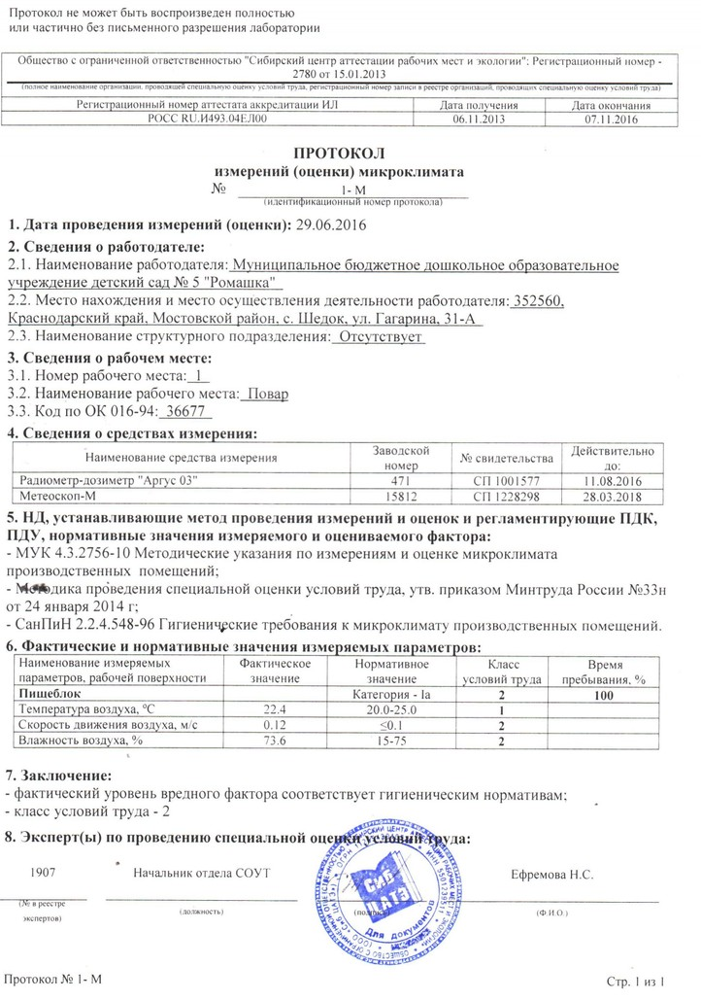 Протокол не может быть воспроизведен полностью
или частично без письменного разрешения лаборатории
Общество с ограниченной ответственностью "Сибирский центр аттестации рабочих мест и экологии"; Регистрационный номер -
2780 от 15.01.2013
(полное наименование организации, проводящей специальную оценку условий труда, регистрационный номер записи в реестре организаций, проводящих специальную оценку условий труда)
Регистрационный номер аттестата аккредитации ИЛ Дата получения Дата окончания
РОСС RU.И493.04ЕЛ00 06.11.2013 07.11.2016
ПРОТОКОЛ
измерений (оценки) микроклимата
№ 1- М
(идентификационный номер протокола)
1. Дата проведения измерений (оценки): 29.06.2016
2. Сведения о работодателе:
2.1. Наименование работодателя: Муниципальное бюджетное дошкольное образовательное
учреждение детский сад № 5 "Ромашка"
2.2. Место нахождения и место осуществления деятельности работодателя: 352560,
Краснодарский край, Мостовской район, с. Шедок, ул. Гагарина, 31-А
2.3. Наименование структурного подразделения: Отсутствует
3. Сведения о рабочем месте:
3.1. Номер рабочего места: 1
3.2. Наименование рабочего места: Повар
3.3. Код по ОК 016-94: 36677
4. Сведения о средствах измерения:
Наименование средства измерения Заводской номер № свидетельства Действительно до:
Радиометр-дозиметр "Аргус 03" 471 СП 1001577 11.08.2016
Метеоскоп-М 15812 СП 1228298 28.03.2018
5. НД, устанавливающие метод проведения измерений и оценок и регламентирующие ПДК,
ПДУ, нормативные значения измеряемого и оцениваемого фактора:
- МУК 4.3.2756-10 Методические указания по измерениям и оценке микроклимата
производственных помещений;
- Методика проведения специальной оценки условий труда, утв. приказом Минтруда России №33н
от 24 января 2014 г;
- СанПиН 2.2.4.548-96 Гигиенические требования к микроклимату производственных помещений.
6. Фактические и нормативные значения измеряемых параметров:
Наименование измеряемых параметров, рабочей поверхности Фактическое значение Нормативное значение Класс условий труда Время пребывания, %
Пищеблок Категория - Iа 2 100
Температура воздуха, ºС 22.4 20.0-25.0 1
Скорость движения воздуха, м/с 0.12 ≤0.1 2
Влажность воздуха, % 73.6 15-75 2
7. Заключение:
- фактический уровень вредного фактора соответствует гигиеническим нормативам;
- класс условий труда - 2
8. Эксперт(ы) по проведению специальной оценки условий труда:
1907 Начальник отдела СОУТ Ефремова Н.С.
(№ в реестре экспертов) (должность) (подпись) (Ф.И.О.)
СИБ
ЦАТЭ
Для документов
Протокол № 1- М Стр. 1 из 1